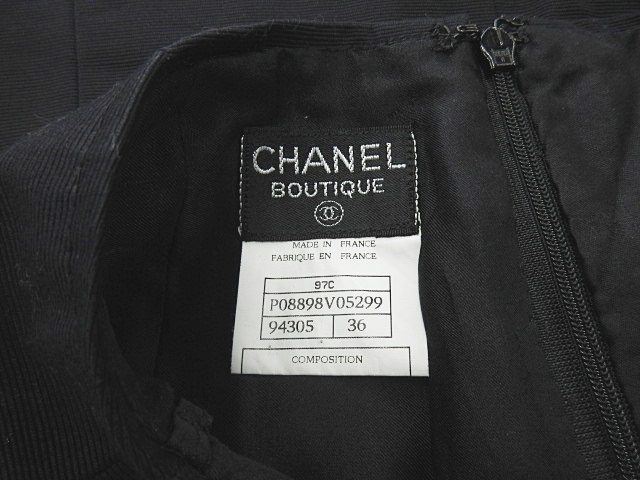 CHANEL
BOUTIQUE
MADE IN FRANCE
FABRIQUE EN FRANCE
97C
P08898V05299
94305 36
COMPOSITION